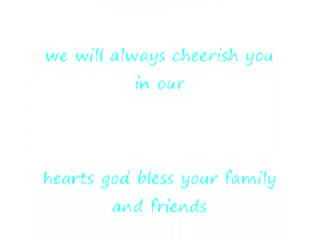 we will always cheerish you
in our
hearts god bless your family
and friends